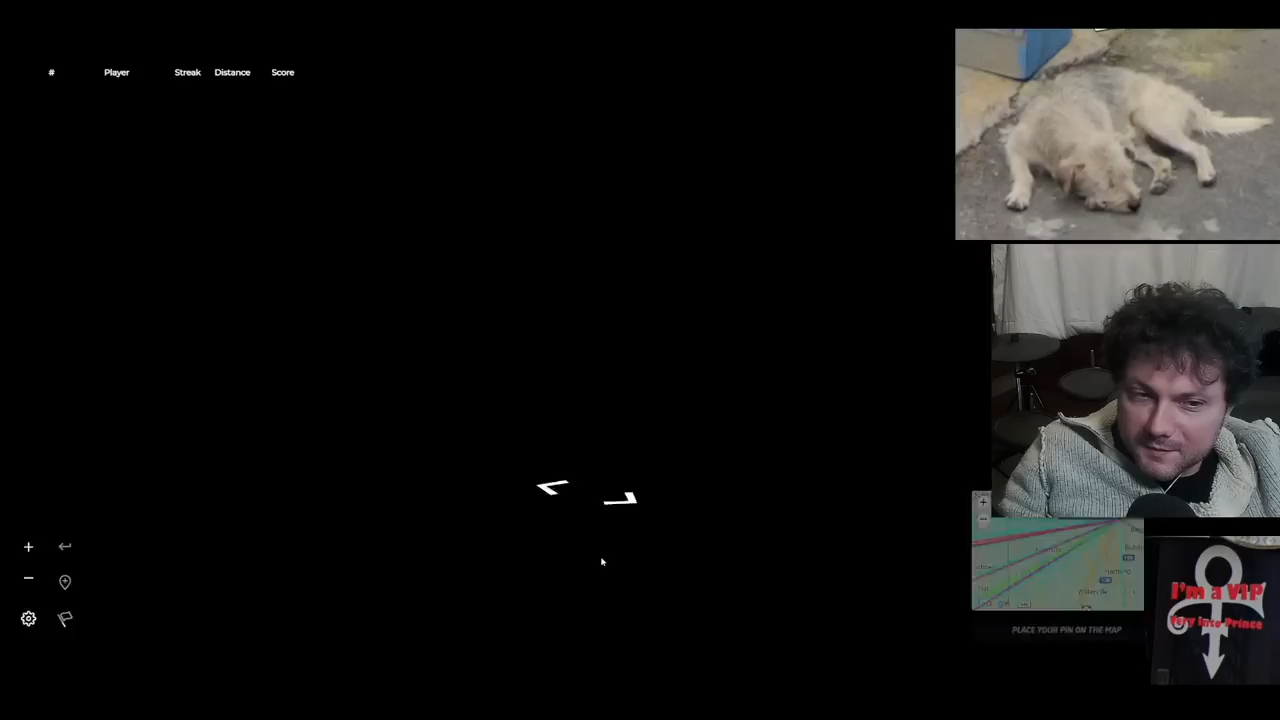 # Player Streak Distance Score
PLACE YOUR PIN ON THE MAP
I'm a VIP
Very into Prince